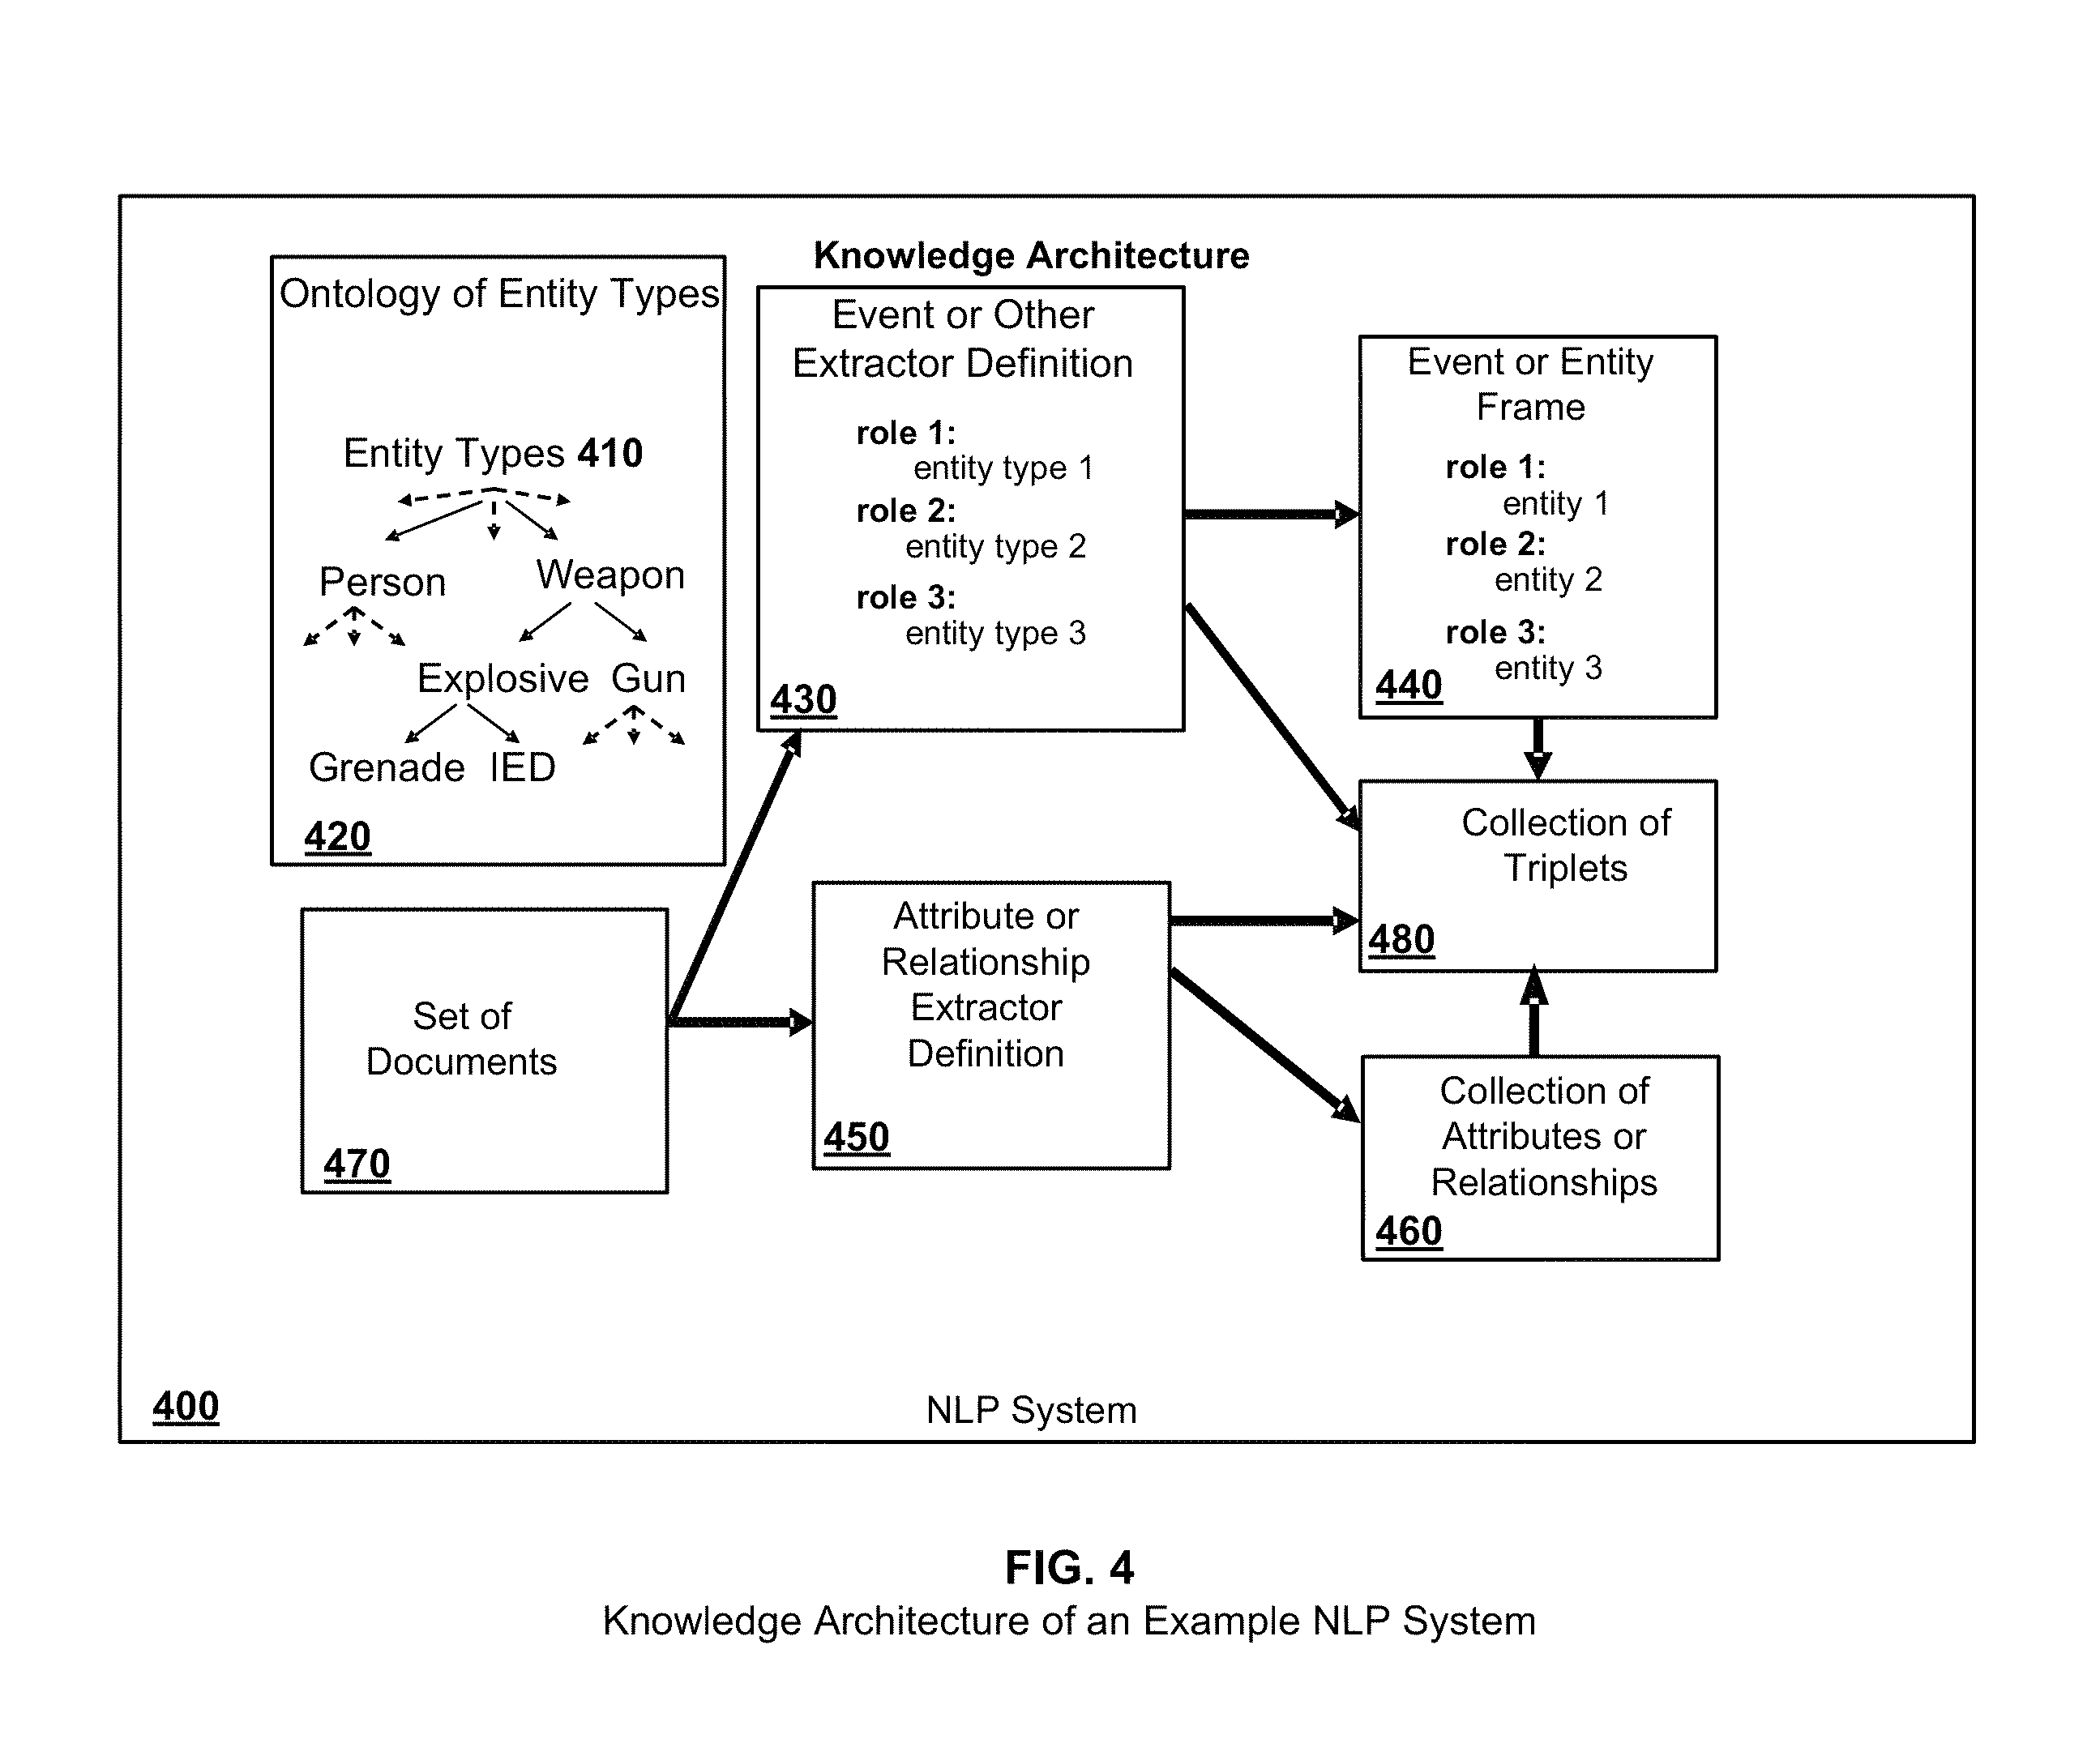 Knowledge Architecture
Ontology of Entity Types
Entity Types 410
Person
Weapon
Explosive
Gun
Grenade
IED
420
Event or Other
Extractor Definition
role 1:
entity type 1
role 2:
entity type 2
role 3:
entity type 3
430
Event or Entity
Frame
role 1:
entity 1
role 2:
entity 2
role 3:
entity 3
440
Collection of
Triplets
480
Set of
Documents
470
Attribute or
Relationship
Extractor
Definition
450
Collection of
Attributes or
Relationships
460
400
NLP System
FIG. 4
Knowledge Architecture of an Example NLP System